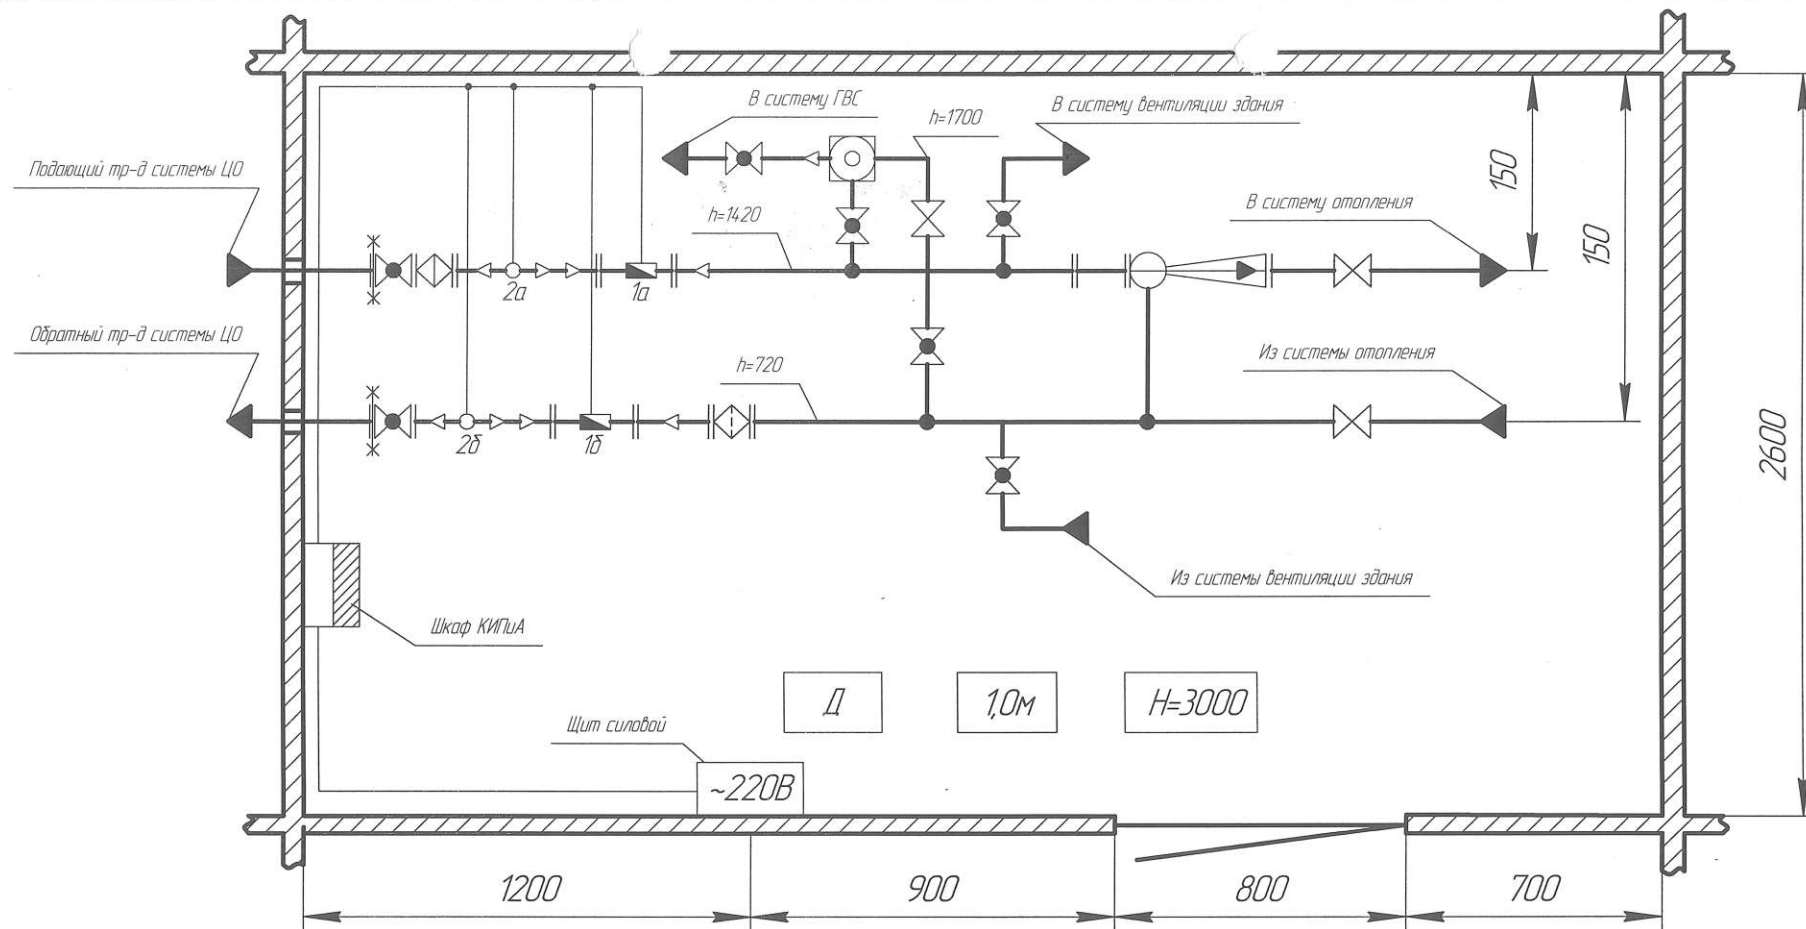 В систему ГВС
В систему вентиляции здания
h=1700
Подающий тр-д системы ЦО
150
h=1420
В систему отопления
150
2а
1а
Обратный тр-д системы ЦО
Из системы отопления
h=720
2б
1б
2600
Из системы вентиляции здания
Шкаф КИПиА
Д
1,0м
Н=3000
Щит силовой
~220В
1200
900
800
700